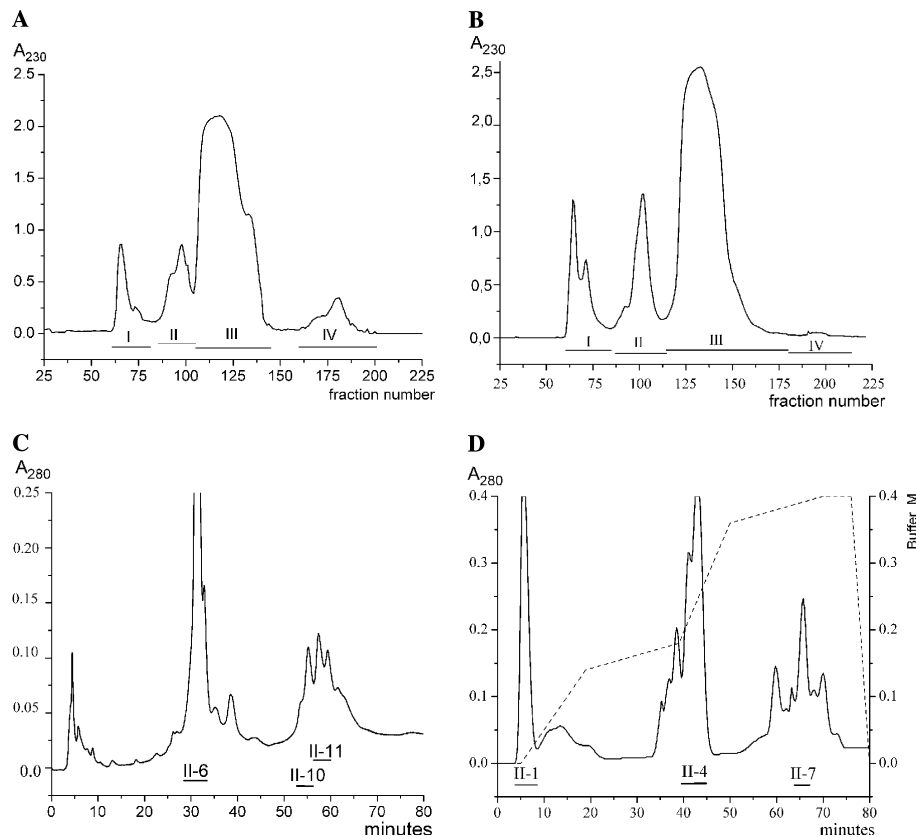 A
A230
2.5
2.0
1.5
1.0
0.5
0.0
I
II
III
IV
25 50 75 100 125 150 175 200 225
fraction number
B
A230
2,5
2,0
1,5
1,0
0,5
0,0
I
II
III
IV
25 50 75 100 125 150 175 200 225
fraction number
C
A280
0.25
0.20
0.15
0.10
0.05
0.0
II-6
II-11
II-10
0 10 20 30 40 50 60 70 80
minutes
D
A280
0.4
0.3
0.2
0.1
0.0
0.4
0.3
0.2
0.1
0.0
Buffer, M
II-1
II-4
II-7
0 10 20 30 40 50 60 70 80
minutes